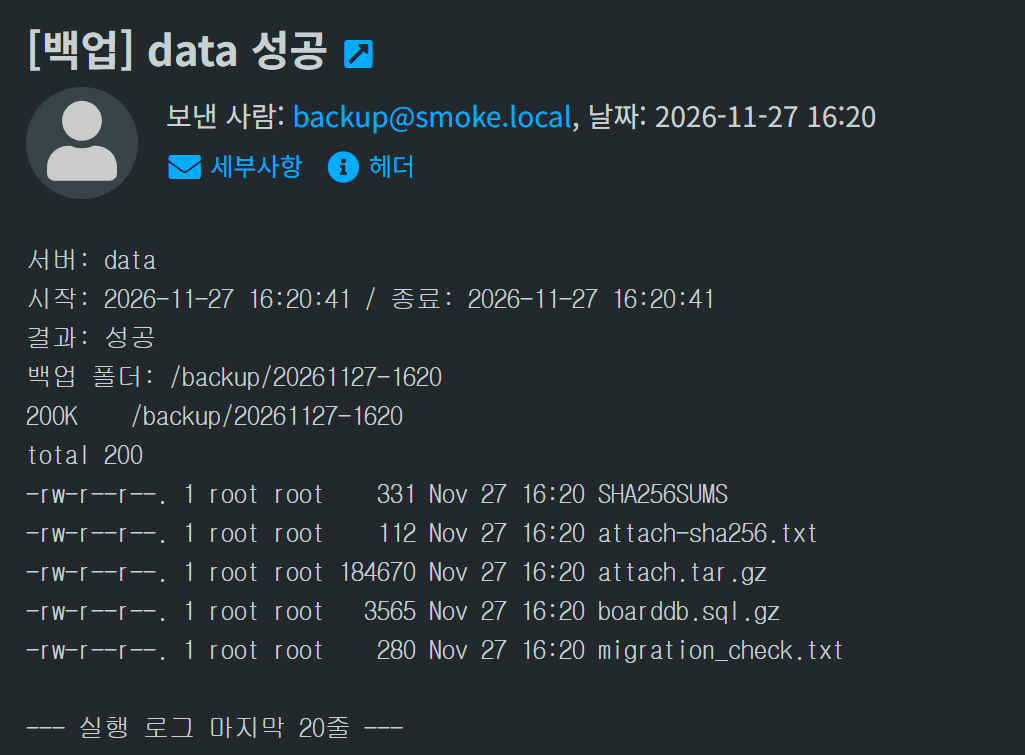 [백업] data 성공
보낸 사람: backup@smoke.local, 날짜: 2026-11-27 16:20
세부사항 헤더
서버: data
시작: 2026-11-27 16:20:41 / 종료: 2026-11-27 16:20:41
결과: 성공
백업 폴더: /backup/20261127-1620
200K    /backup/20261127-1620
total 200
-rw-r--r--. 1 root root    331 Nov 27 16:20 SHA256SUMS
-rw-r--r--. 1 root root    112 Nov 27 16:20 attach-sha256.txt
-rw-r--r--. 1 root root 184670 Nov 27 16:20 attach.tar.gz
-rw-r--r--. 1 root root   3565 Nov 27 16:20 boarddb.sql.gz
-rw-r--r--. 1 root root    280 Nov 27 16:20 migration_check.txt
--- 실행 로그 마지막 20줄 ---